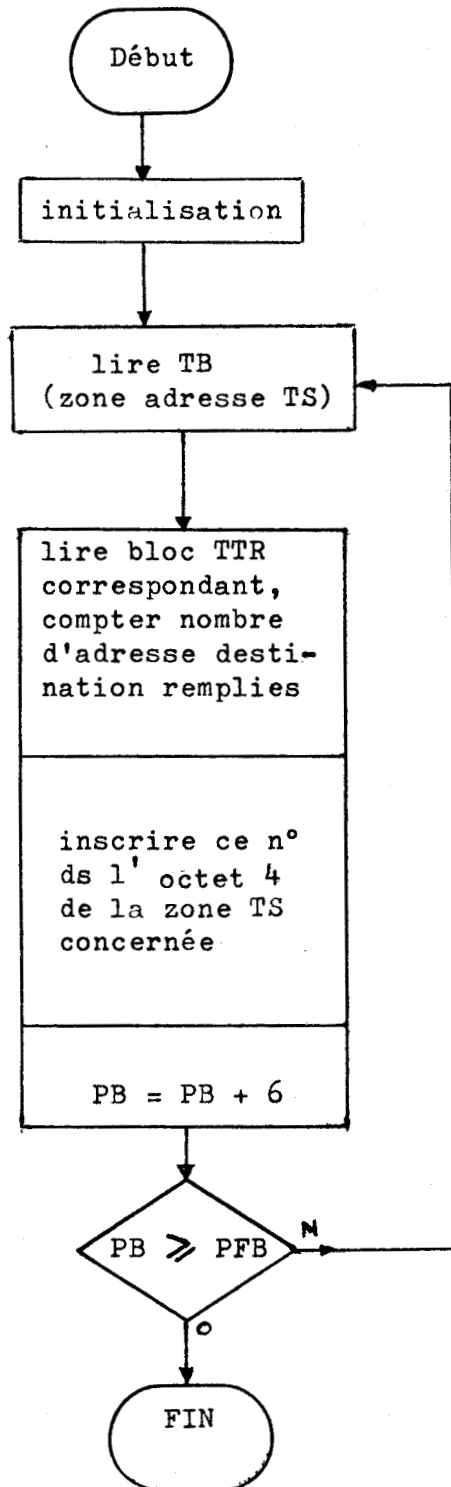 Début
initialisation
lire TB
(zone adresse TS)
lire bloc TTR
correspondant,
compter nombre
d'adresse desti-
nation remplies
inscrire ce n°
ds l' octet 4
de la zone TS
concernée
PB = PB + 6
PB ⩾ PFB
N
O
FIN